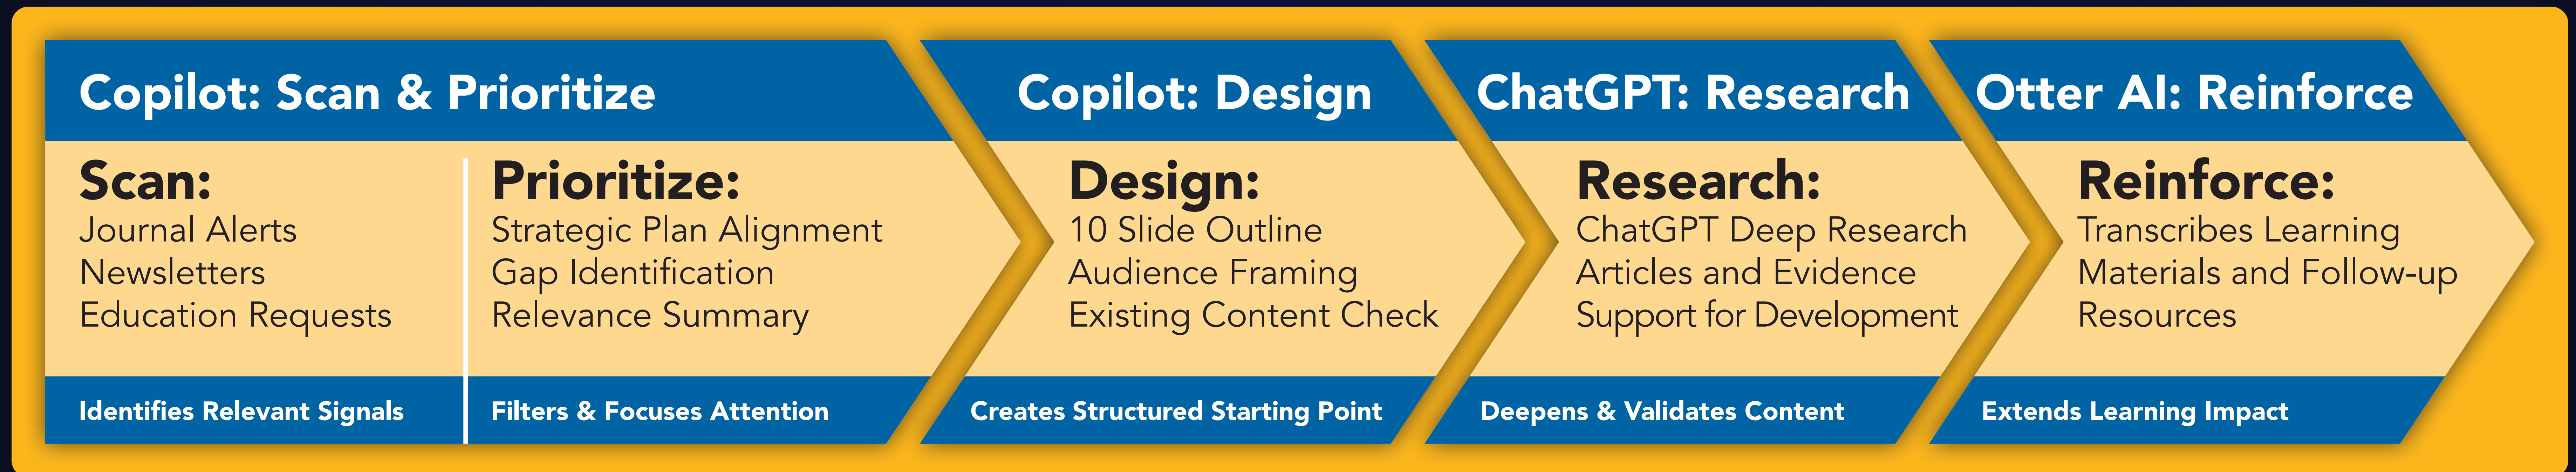 Copilot: Scan & Prioritize
Scan:
Journal Alerts
Newsletters
Education Requests
Identifies Relevant Signals
Prioritize:
Strategic Plan Alignment
Gap Identification
Relevance Summary
Filters & Focuses Attention
Copilot: Design
Design:
10 Slide Outline
Audience Framing
Existing Content Check
Creates Structured Starting Point
ChatGPT: Research
Research:
ChatGPT Deep Research
Articles and Evidence
Support for Development
Deepens & Validates Content
Otter AI: Reinforce
Reinforce:
Transcribes Learning
Materials and Follow-up
Resources
Extends Learning Impact